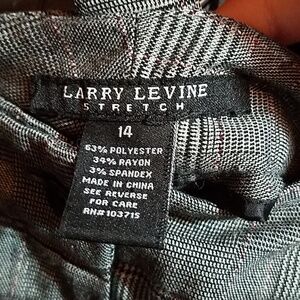 LARRY LEVINE
STRETCH
14
63% POLYESTER
34% RAYON
3% SPANDEX
MADE IN CHINA
SEE REVERSE
FOR CARE
RN#103715